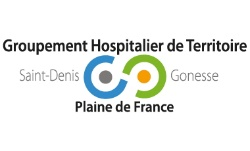 Groupement Hospitalier de Territoire
Saint-Denis Gonesse
Plaine de France